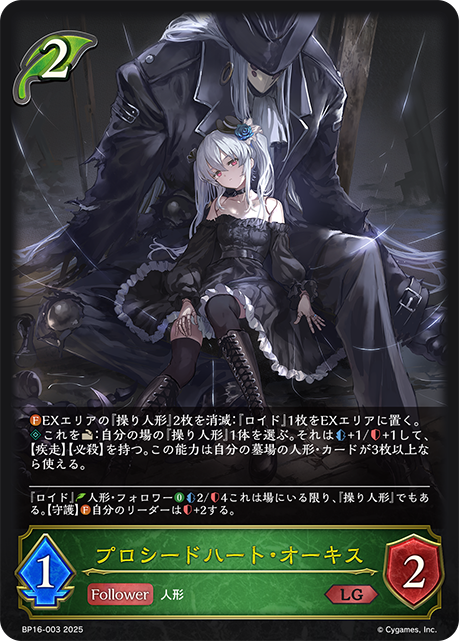 2
EXエリアの『操り人形』2枚を消滅:『ロイド』1枚をEXエリアに置く。
これを:自分の場の『操り人形』1体を選ぶ。それは+1/+1して、
【疾走】【必殺】を持つ。この能力は自分の墓場の人形・カードが3枚以上な
ら使える。
『ロイド』人形・フォロワー0 2/4これは場にいる限り、『操り人形』でもあ
る。【守護】自分のリーダーは+2する。
プロシードハート・オーキス
1
Follower 人形
LG
2
BP16-003 2025
© Cygames, Inc.